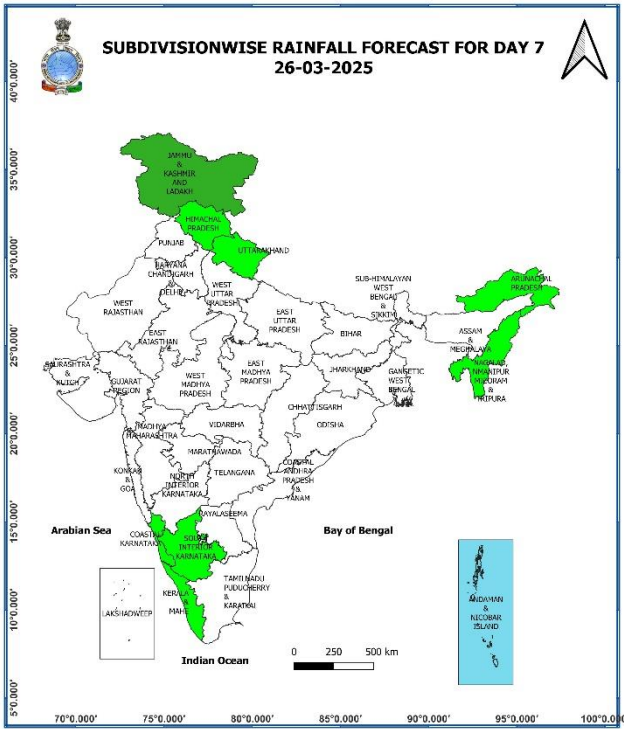 SUBDIVISIONWISE RAINFALL FORECAST FOR DAY 7
26-03-2025
40°0.000'
35°0.000'
30°0.000'
25°0.000'
20°0.000'
15°0.000'
10°0.000'
5°0.000'
JAMMU
&
KASHMIR
AND
LADAKH
HIMACHAL
PRADESH
PUNJAB
UTTARAKHAND
HARYANA
CHANDIGARH
&
DELHI
WEST
UTTAR
PRADESH
WEST
RAJASTHAN
EAST
RAJASTHAN
EAST
UTTAR
PRADESH
SUB-HIMALAYAN
WEST
BENGAL
&
SIKKIM
ARUNACHAL
PRADESH
BIHAR
ASSAM
&
MEGHALAYA
NAGALAD
NMANIPUR
MIZORAM
&
TRIPURA
SAURASHTRA
&
KUTCH
GUJARAT
REGION
WEST
MADHYA
PRADESH
EAST
MADHYA
PRADESH
JHARKHAND
GANGETIC
WEST
BENGAL
CHHATTISGARH
ODISHA
MADHYA
MAHARASHTRA
VIDARBHA
MARATHAWADA
TELANGANA
KONKAN
&
GOA
NORTH
INTERIOR
KARNATAKA
COASTAL
ANDHRA
PRADESH
&
YANAM
RAYALASEEMA
Arabian Sea
Bay of Bengal
COASTAL
KARNATAKA
SOUTH
INTERIOR
KARNATAKA
LAKSHADWEEP
KERALA
&
MAHE
TAMILNADU
PUDUCHERRY
&
KARAIKAL
ANDAMAN
&
NICOBAR
ISLAND
Indian Ocean
0 250 500 km
70°0.000' 75°0.000' 80°0.000' 85°0.000' 90°0.000' 95°0.000' 100°0.000'